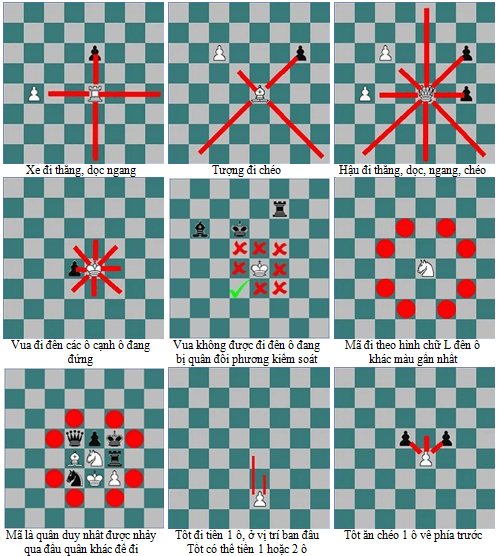 Xe đi thẳng, dọc ngang
Tượng đi chéo
Hậu đi thẳng, dọc, ngang, chéo
Vua đi đến các ô cạnh ô đang
đứng
Vua không được đi đến ô đang
bị quân đối phương kiểm soát
Mã đi theo hình chữ L đến ô
khác màu gần nhất
Mã là quân duy nhất được nhảy
qua đầu quân khác để đi
Tốt đi tiến 1 ô, ở vị trí ban đầu
Tốt có thể tiến 1 hoặc 2 ô
Tốt ăn chéo 1 ô về phía trước